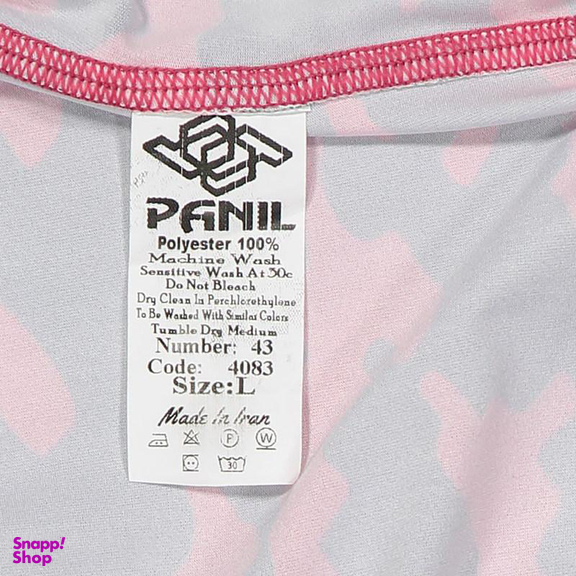 PANIL
Polyester 100%
Machine Wash
Sensitive Wash At 30c
Do Not Bleach
Dry Clean In Perchlorethylene
To Be Washed With Similar Colors
Tumble Dry Medium
Number: 43
Code: 4083
Size:L
Made In Iran
P W
30
Snapp!
Shop